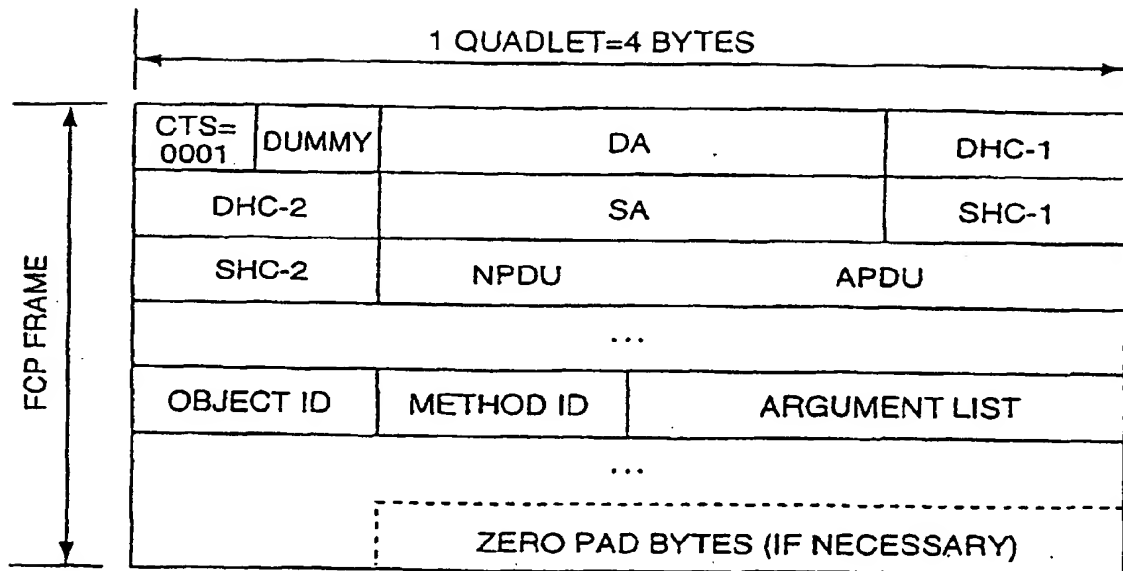 1 QUADLET=4 BYTES
FCP FRAME
CTS=
0001
DUMMY
DA
DHC-1
DHC-2
SA
SHC-1
SHC-2
NPDU
APDU
...
OBJECT ID
METHOD ID
ARGUMENT LIST
...
ZERO PAD BYTES (IF NECESSARY)